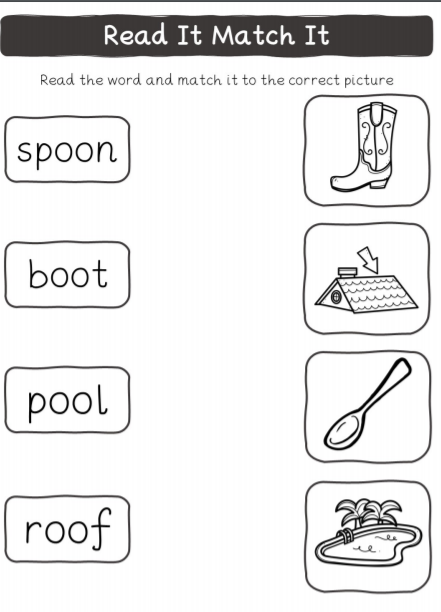 Read It Match It
Read the word and match it to the correct picture
spoon
boot
pool
roof